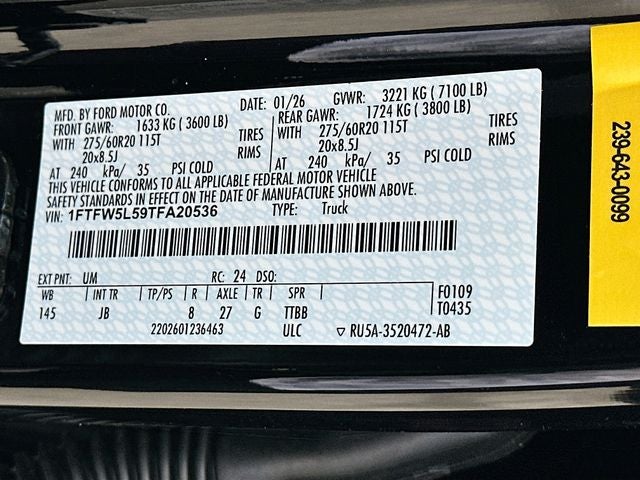 MFD. BY FORD MOTOR CO. DATE: 01/26 GVWR: 3221 KG ( 7100 LB)
FRONT GAWR: 1633 KG ( 3600 LB) REAR GAWR: 1724 KG ( 3800 LB)
WITH 275/60R20 115T TIRES WITH 275/60R20 115T TIRES
20x8.5J RIMS 20x8.5J RIMS
AT 240 kPa/ 35 PSI COLD AT 240 kPa/ 35 PSI COLD
THIS VEHICLE CONFORMS TO ALL APPLICABLE FEDERAL MOTOR VEHICLE
SAFETY STANDARDS IN EFFECT ON THE DATE OF MANUFACTURE SHOWN ABOVE.
VIN: 1FTFW5L59TFA20536 TYPE: Truck
EXT PNT: UM RC: 24 DSO:
WB INT TR TP/PS R AXLE TR SPR F0109
145 JB 8 27 G TTBB T0435
2202601236463 ULC ▽ RU5A-3520472-AB
239-643-0099